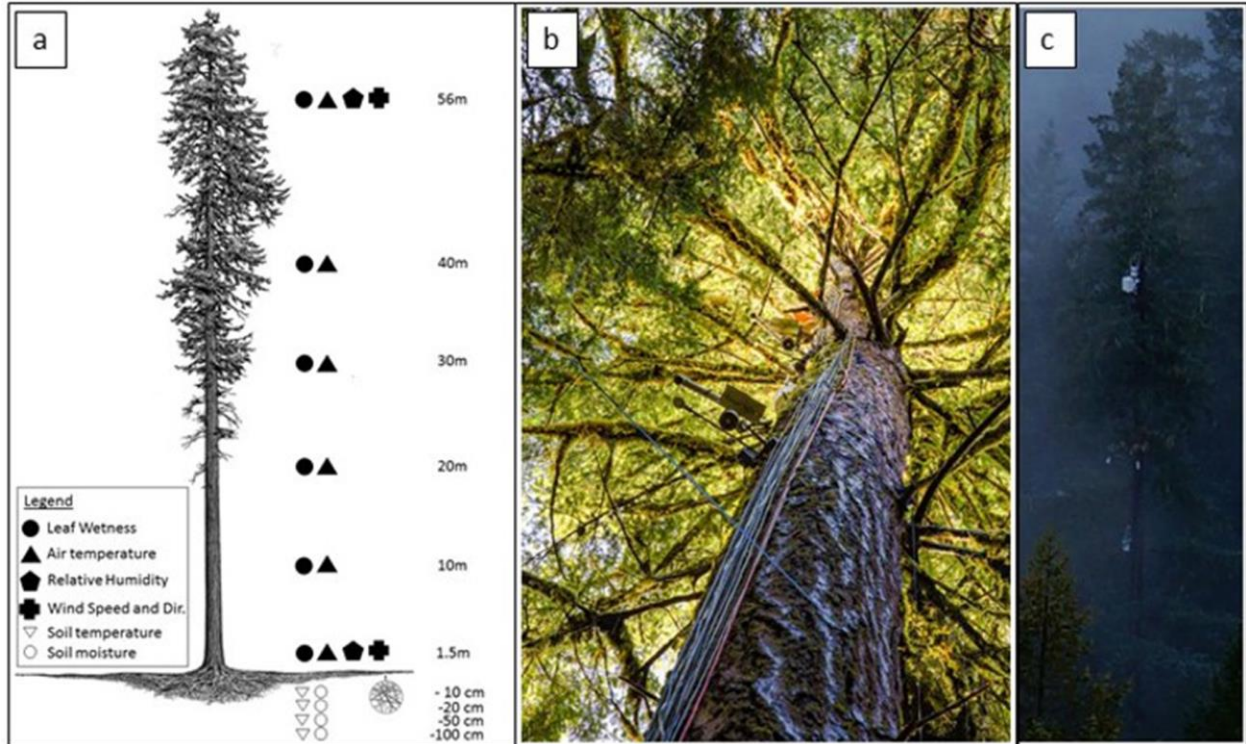 a
56m
40m
30m
20m
10m
1.5m
Legend
Leaf Wetness
Air temperature
Relative Humidity
Wind Speed and Dir.
Soil temperature
Soil moisture
- 10 cm
-20 cm
-50 cm
-100 cm
b
c